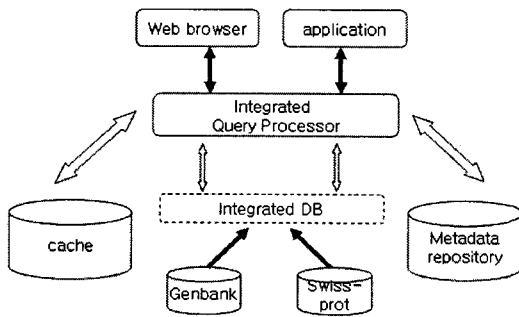 Web browser
application
Integrated
Query Processor
Integrated DB
cache
Metadata
repository
Genbank
Swiss-
prot